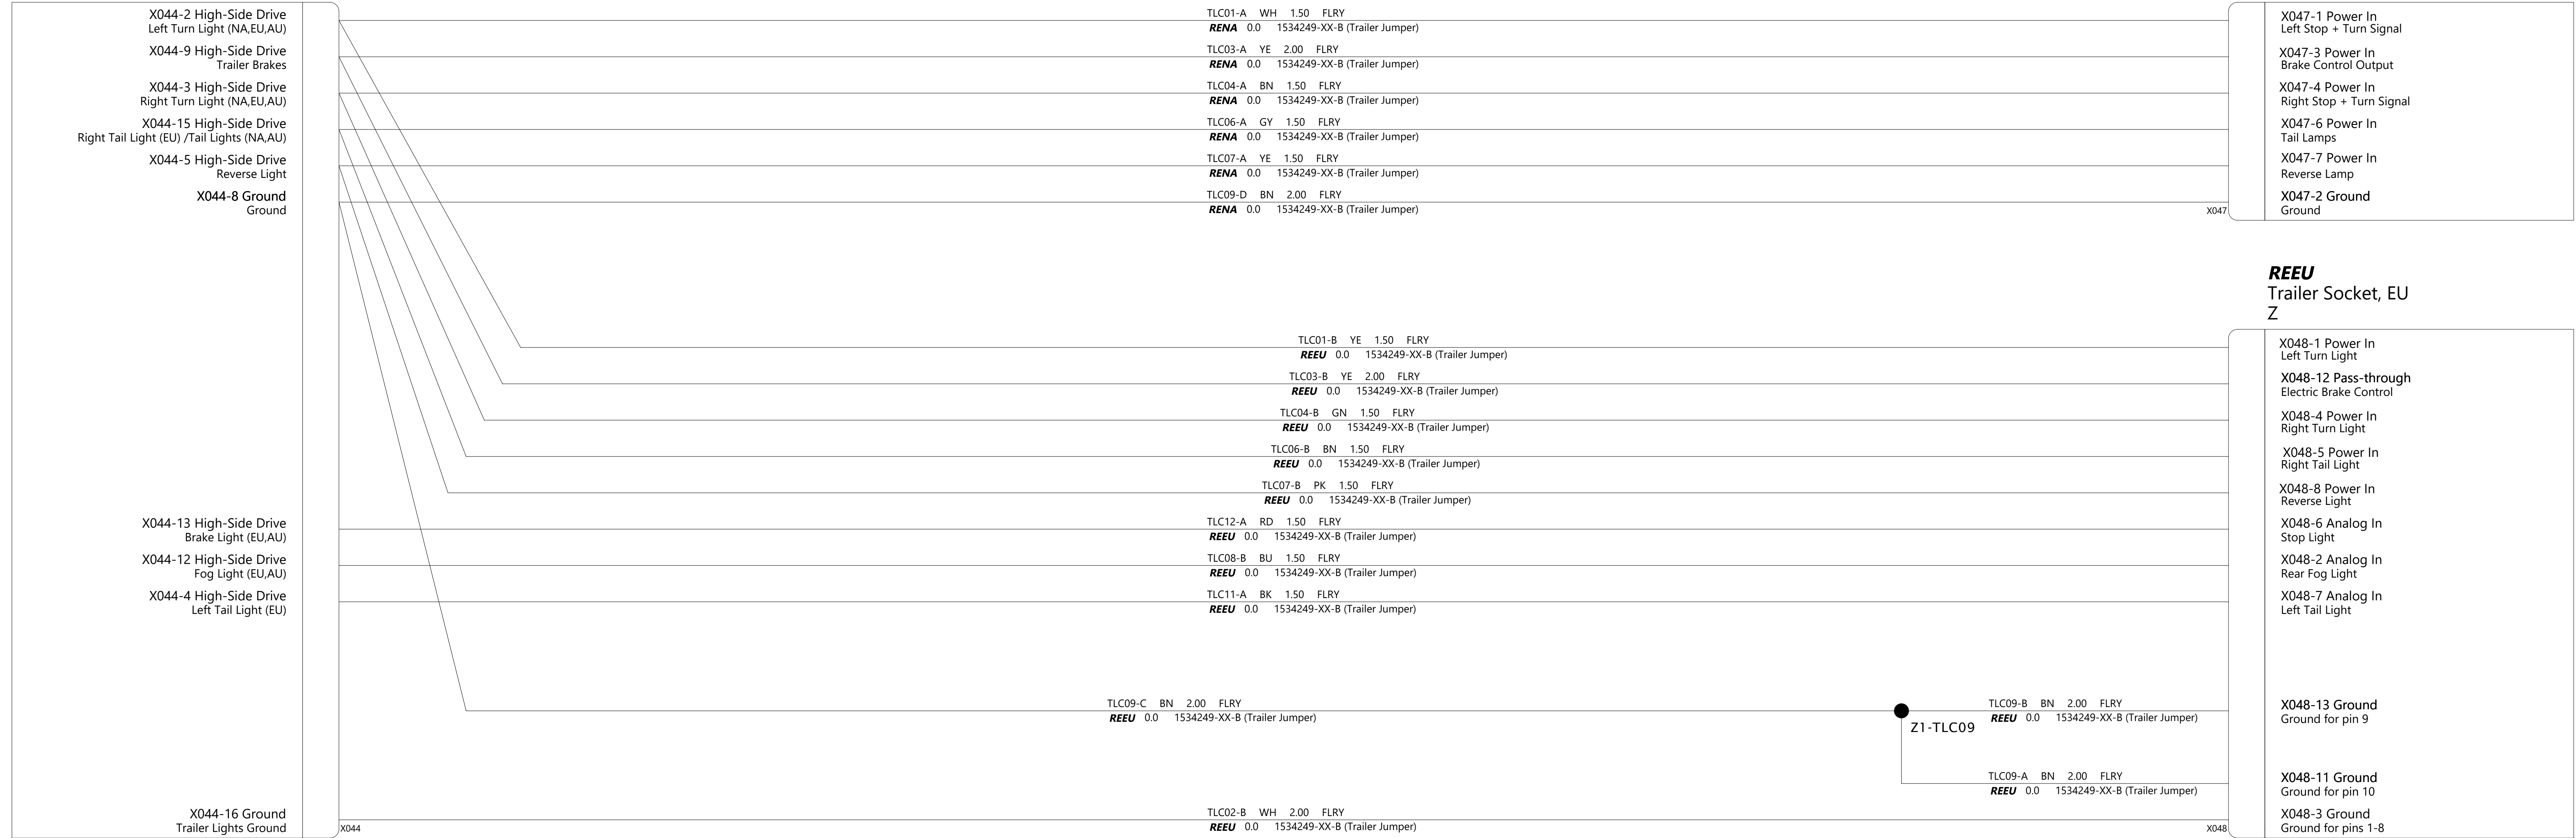 X044-2 High-Side Drive
Left Turn Light (NA,EU,AU)
X044-9 High-Side Drive
Trailer Brakes
X044-3 High-Side Drive
Right Turn Light (NA,EU,AU)
X044-15 High-Side Drive
Right Tail Light (EU) /Tail Lights (NA,AU)
X044-5 High-Side Drive
Reverse Light
X044-8 Ground
Ground
X044-13 High-Side Drive
Brake Light (EU,AU)
X044-12 High-Side Drive
Fog Light (EU,AU)
X044-4 High-Side Drive
Left Tail Light (EU)
X044-16 Ground
Trailer Lights Ground
X044
TLC01-A WH 1.50 FLRY
RENA 0.0 1534249-XX-B (Trailer Jumper)
TLC03-A YE 2.00 FLRY
RENA 0.0 1534249-XX-B (Trailer Jumper)
TLC04-A BN 1.50 FLRY
RENA 0.0 1534249-XX-B (Trailer Jumper)
TLC06-A GY 1.50 FLRY
RENA 0.0 1534249-XX-B (Trailer Jumper)
TLC07-A YE 1.50 FLRY
RENA 0.0 1534249-XX-B (Trailer Jumper)
TLC09-D BN 2.00 FLRY
RENA 0.0 1534249-XX-B (Trailer Jumper)
TLC01-B YE 1.50 FLRY
REEU 0.0 1534249-XX-B (Trailer Jumper)
TLC03-B YE 2.00 FLRY
REEU 0.0 1534249-XX-B (Trailer Jumper)
TLC04-B GN 1.50 FLRY
REEU 0.0 1534249-XX-B (Trailer Jumper)
TLC06-B BN 1.50 FLRY
REEU 0.0 1534249-XX-B (Trailer Jumper)
TLC07-B PK 1.50 FLRY
REEU 0.0 1534249-XX-B (Trailer Jumper)
TLC12-A RD 1.50 FLRY
REEU 0.0 1534249-XX-B (Trailer Jumper)
TLC08-B BU 1.50 FLRY
REEU 0.0 1534249-XX-B (Trailer Jumper)
TLC11-A BK 1.50 FLRY
REEU 0.0 1534249-XX-B (Trailer Jumper)
TLC09-C BN 2.00 FLRY
REEU 0.0 1534249-XX-B (Trailer Jumper)
Z1-TLC09
TLC09-B BN 2.00 FLRY
REEU 0.0 1534249-XX-B (Trailer Jumper)
TLC09-A BN 2.00 FLRY
REEU 0.0 1534249-XX-B (Trailer Jumper)
TLC02-B WH 2.00 FLRY
REEU 0.0 1534249-XX-B (Trailer Jumper)
X047-1 Power In
Left Stop + Turn Signal
X047-3 Power In
Brake Control Output
X047-4 Power In
Right Stop + Turn Signal
X047-6 Power In
Tail Lamps
X047-7 Power In
Reverse Lamp
X047-2 Ground
Ground
X047
REEU
Trailer Socket, EU
Z
X048-1 Power In
Left Turn Light
X048-12 Pass-through
Electric Brake Control
X048-4 Power In
Right Turn Light
X048-5 Power In
Right Tail Light
X048-8 Power In
Reverse Light
X048-6 Analog In
Stop Light
X048-2 Analog In
Rear Fog Light
X048-7 Analog In
Left Tail Light
X048-13 Ground
Ground for pin 9
X048-11 Ground
Ground for pin 10
X048-3 Ground
Ground for pins 1-8
X048